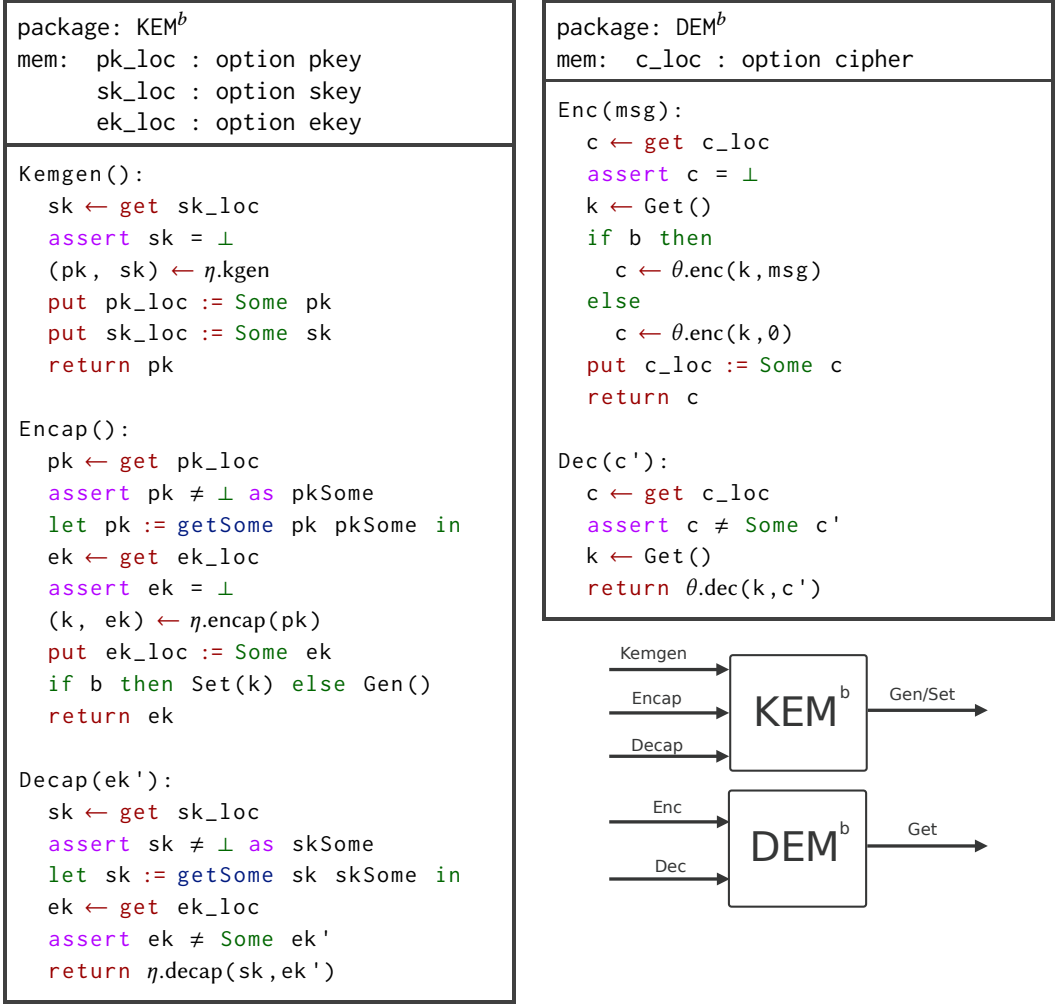 package: KEMᵇ
mem: pk_loc : option pkey
sk_loc : option skey
ek_loc : option ekey
Kemgen():
sk ← get sk_loc
assert sk = ⊥
(pk, sk) ← η.kgen
put pk_loc := Some pk
put sk_loc := Some sk
return pk
Encap():
pk ← get pk_loc
assert pk ≠ ⊥ as pkSome
let pk := getSome pk pkSome in
ek ← get ek_loc
assert ek = ⊥
(k, ek) ← η.encap(pk)
put ek_loc := Some ek
if b then Set(k) else Gen()
return ek
Decap(ek'):
sk ← get sk_loc
assert sk ≠ ⊥ as skSome
let sk := getSome sk skSome in
ek ← get ek_loc
assert ek ≠ Some ek'
return η.decap(sk,ek')
package: DEMᵇ
mem: c_loc : option cipher
Enc(msg):
c ← get c_loc
assert c = ⊥
k ← Get()
if b then
c ← θ.enc(k,msg)
else
c ← θ.enc(k,0)
put c_loc := Some c
return c
Dec(c'):
c ← get c_loc
assert c ≠ Some c'
k ← Get()
return θ.dec(k,c')
Kemgen
Encap
Decap
KEMᵇ
Gen/Set
Enc
Dec
DEMᵇ
Get